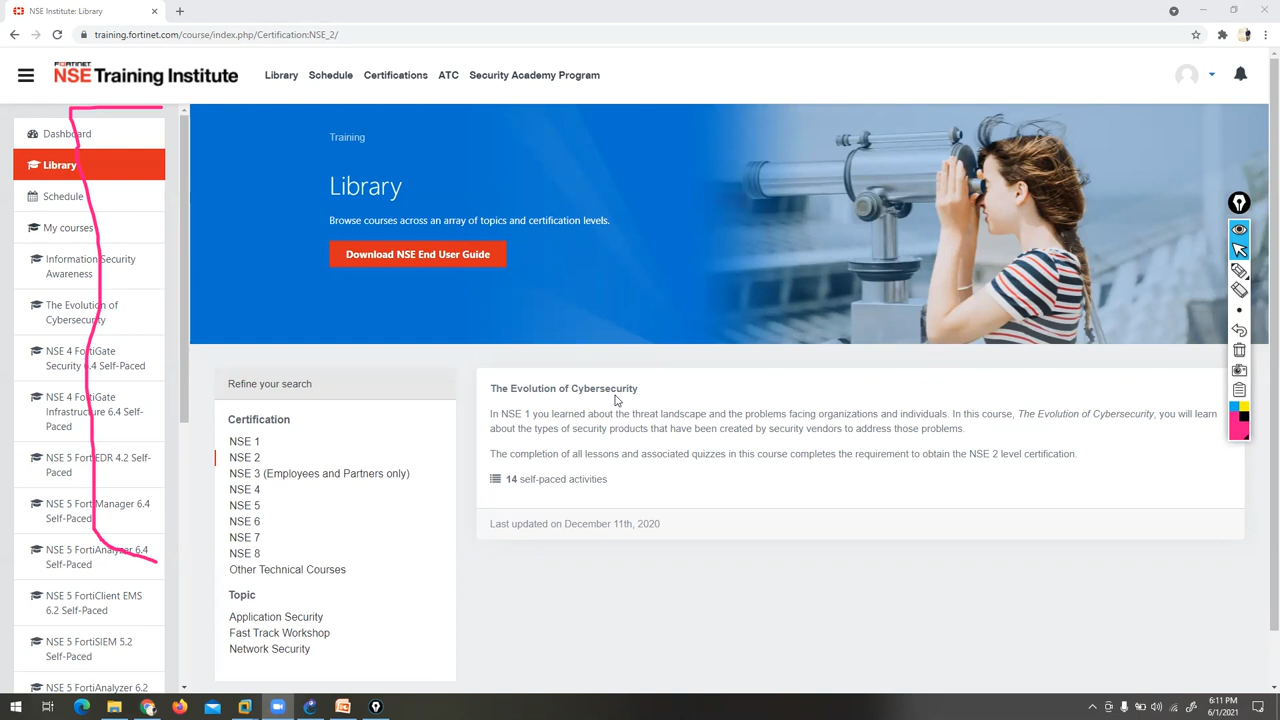 NSE Institute: Library
training.fortinet.com/course/index.php/Certification:NSE_2/
FORTINET
NSE Training Institute
Library
Schedule
Certifications
ATC
Security Academy Program
Dashboard
Library
Schedule
My courses
Information Security
Awareness
The Evolution of
Cybersecurity
NSE 4 FortiGate
Security 6.4 Self-Paced
NSE 4 FortiGate
Infrastructure 6.4 Self-
Paced
NSE 5 FortiEDR 4.2 Self-
Paced
NSE 5 FortiManager 6.4
Self-Paced
NSE 5 FortiAnalyzer 6.4
Self-Paced
NSE 5 FortiClient EMS
6.2 Self-Paced
NSE 5 FortiSIEM 5.2
Self-Paced
NSE 5 FortiAnalyzer 6.2
Training
Library
Browse courses across an array of topics and certification levels.
Download NSE End User Guide
Refine your search
Certification
NSE 1
NSE 2
NSE 3 (Employees and Partners only)
NSE 4
NSE 5
NSE 6
NSE 7
NSE 8
Other Technical Courses
Topic
Application Security
Fast Track Workshop
Network Security
The Evolution of Cybersecurity
In NSE 1 you learned about the threat landscape and the problems facing organizations and individuals. In this course, The Evolution of Cybersecurity, you will learn
about the types of security products that have been created by security vendors to address those problems.
The completion of all lessons and associated quizzes in this course completes the requirement to obtain the NSE 2 level certification.
14 self-paced activities
Last updated on December 11th, 2020
6:11 PM
6/1/2021